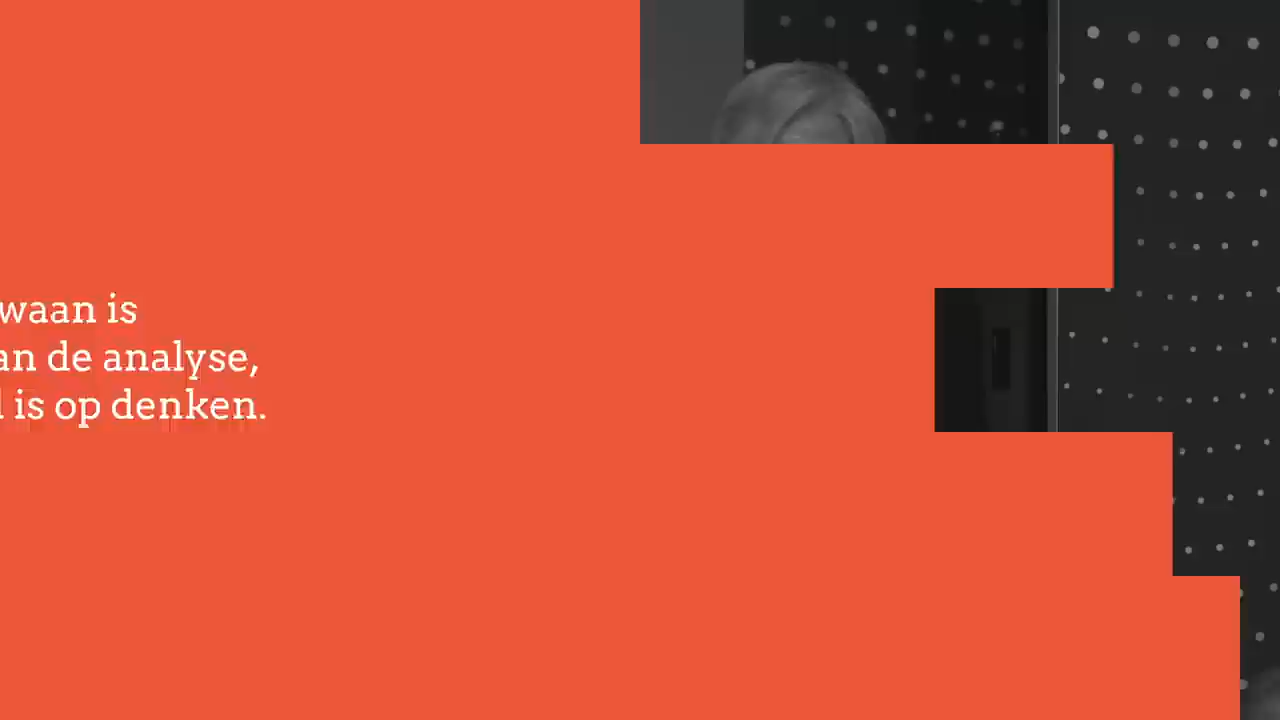 waan is
an de analyse,
is op denken.